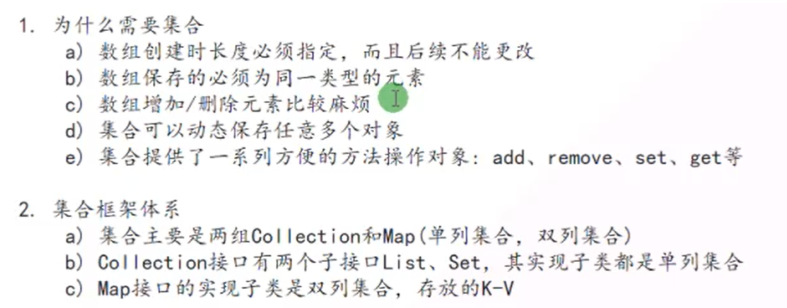 1. 为什么需要集合
a) 数组创建时长度必须指定，而且后续不能更改
b) 数组保存的必须为同一类型的元素
c) 数组增加/删除元素比较麻烦
d) 集合可以动态保存任意多个对象
e) 集合提供了一系列方便的方法操作对象：add、remove、set、get等
2. 集合框架体系
a) 集合主要是两组Collection和Map(单列集合，双列集合)
b) Collection接口有两个子接口List、Set，其实现子类都是单列集合
c) Map接口的实现子类是双列集合，存放的K-V